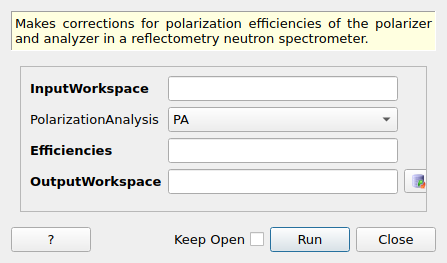 Makes corrections for polarization efficiencies of the polarizer
and analyzer in a reflectometry neutron spectrometer.
InputWorkspace
PolarizationAnalysis PA
Efficiencies
OutputWorkspace
? Keep Open Run Close